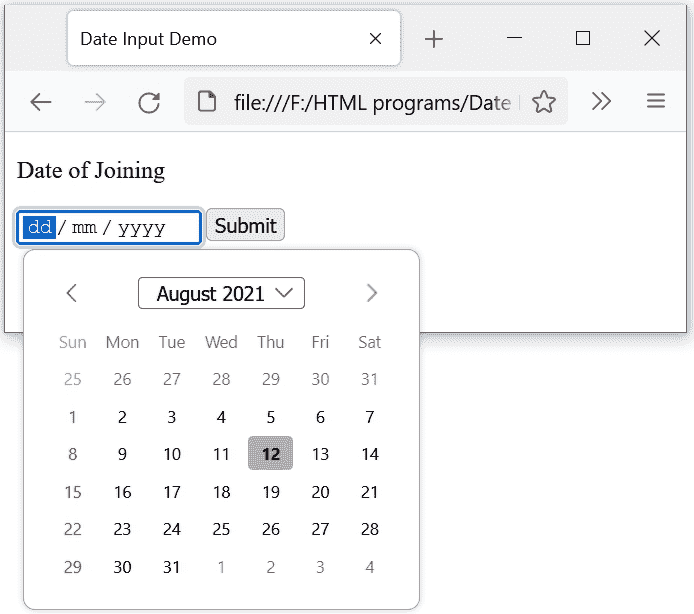 Date Input Demo
file:///F:/HTML programs/Date
Date of Joining
dd / mm / yyyy Submit
August 2021
Sun Mon Tue Wed Thu Fri Sat
25 26 27 28 29 30 31
1 2 3 4 5 6 7
8 9 10 11 12 13 14
15 16 17 18 19 20 21
22 23 24 25 26 27 28
29 30 31 1 2 3 4